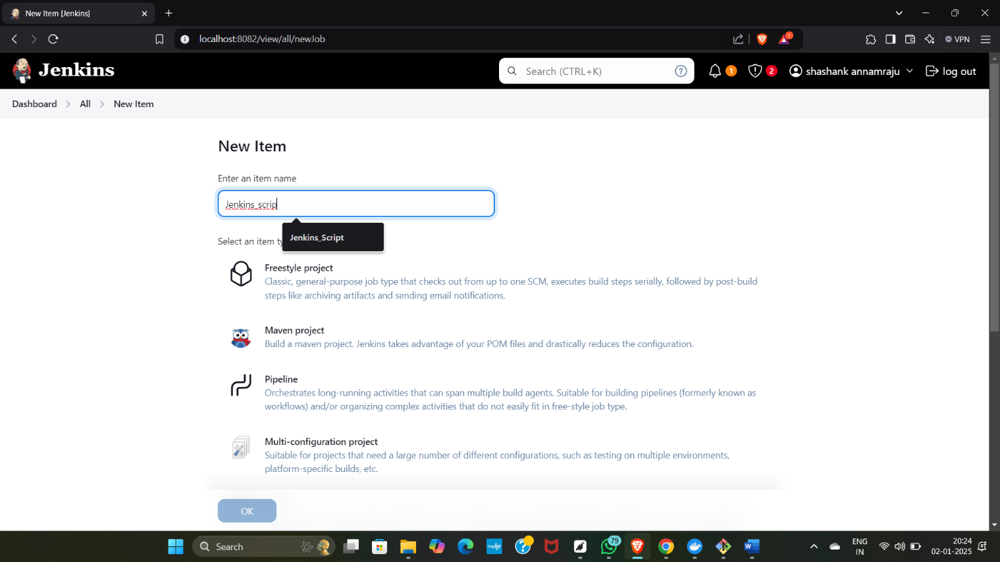 New Item [Jenkins]
localhost:8082/view/all/newJob
1
VPN
Jenkins
Search (CTRL+K)
?
1
2
shashank annamraju
log out
Dashboard
All
New Item
New Item
Enter an item name
Jenkins_scrip
Jenkins_Script
Select an item ty
Freestyle project
Classic, general-purpose job type that checks out from up to one SCM, executes build steps serially, followed by post-build
steps like archiving artifacts and sending email notifications.
Maven project
Build a maven project. Jenkins takes advantage of your POM files and drastically reduces the configuration.
Pipeline
Orchestrates long-running activities that can span multiple build agents. Suitable for building pipelines (formerly known as
workflows) and/or organizing complex activities that do not easily fit in free-style job type.
Multi-configuration project
Suitable for projects that need a large number of different configurations, such as testing on multiple environments,
platform-specific builds, etc.
OK
Search
myhp
?
79
W
ENG
IN
20:24
02-01-2025